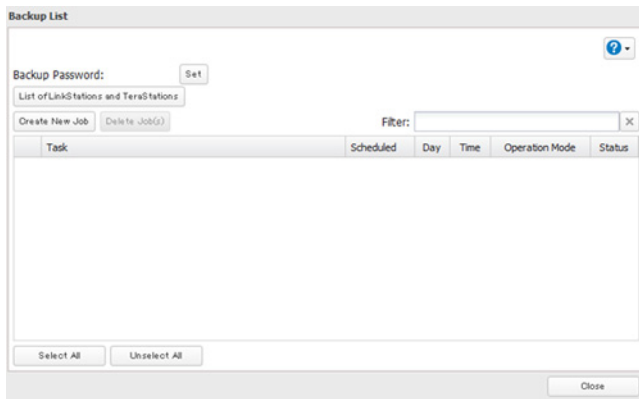 Backup List
?
Backup Password: Set
List of LinkStations and TeraStations
Create New Job Delete Job(s) Filter:
Task Scheduled Day Time Operation Mode Status
Select All Unselect All
Close